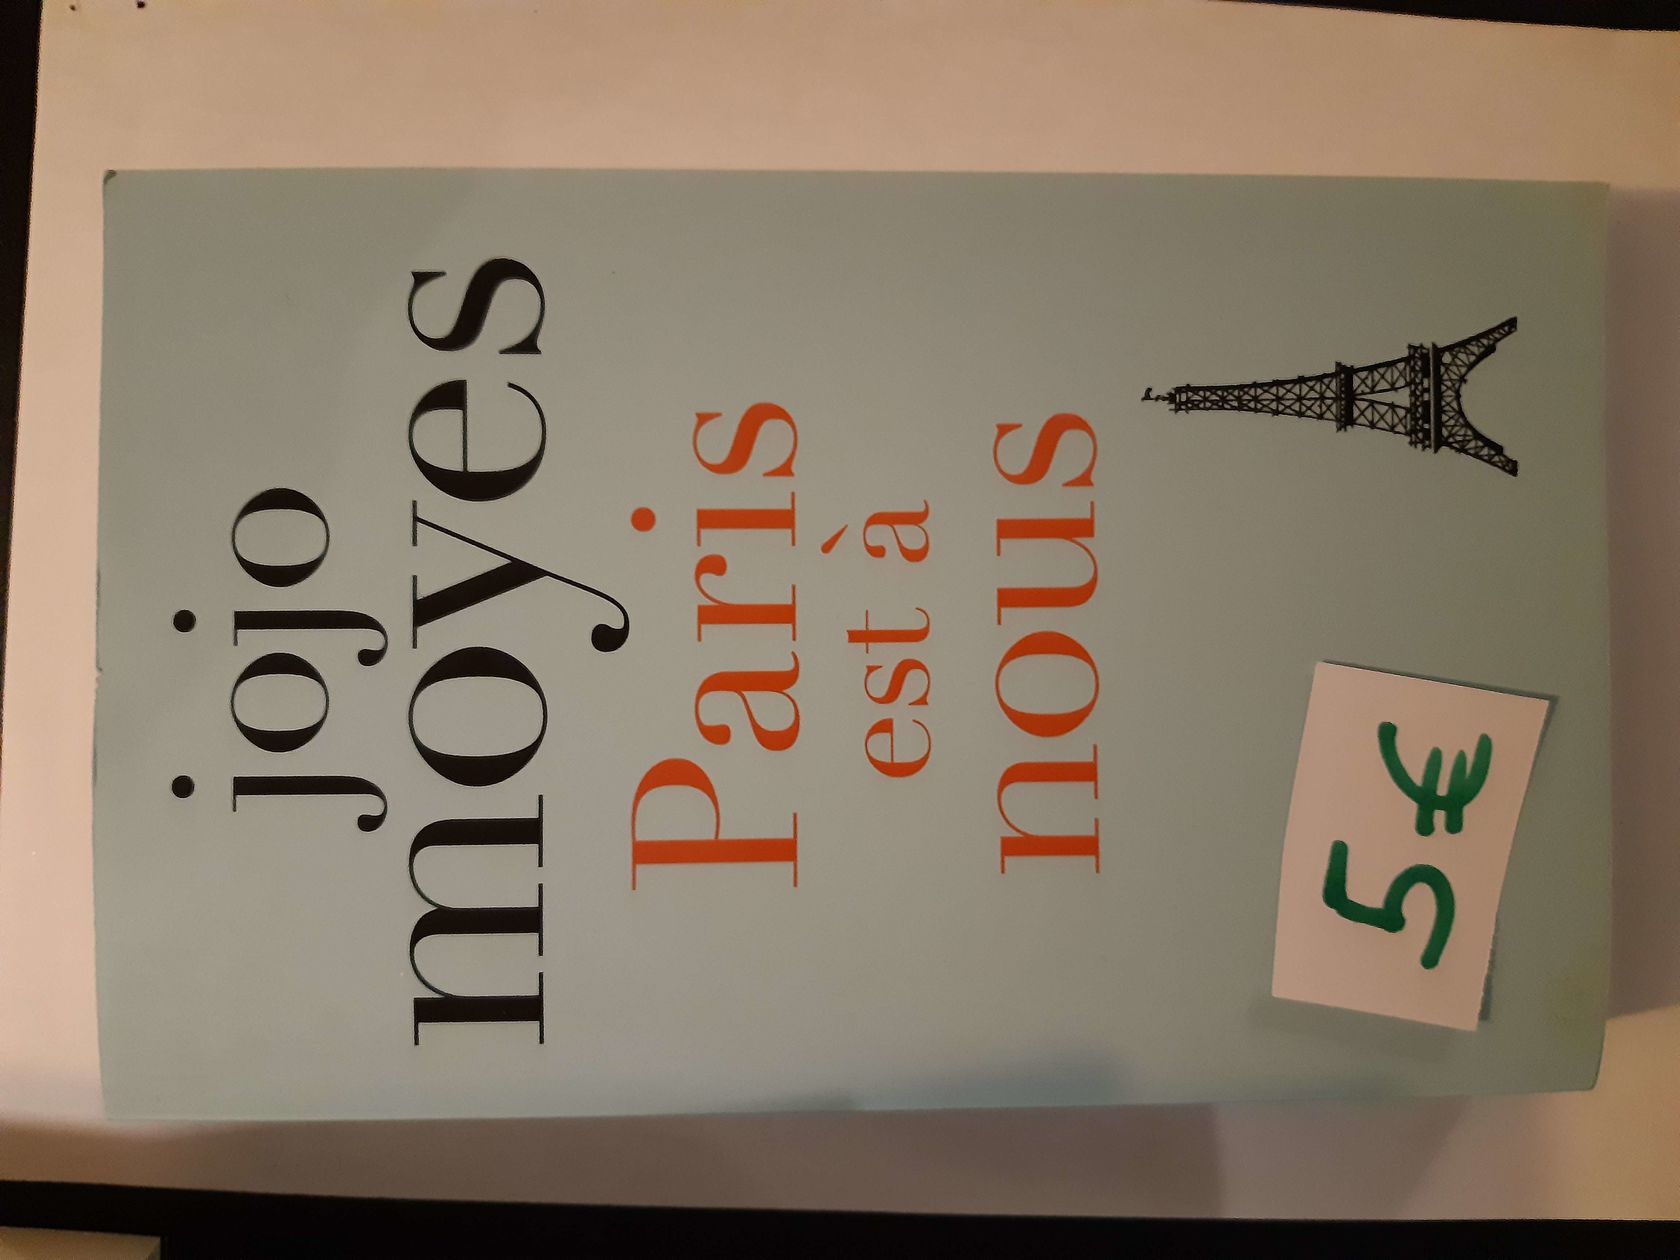 jojo
moyes
Paris
est à
nous
5€